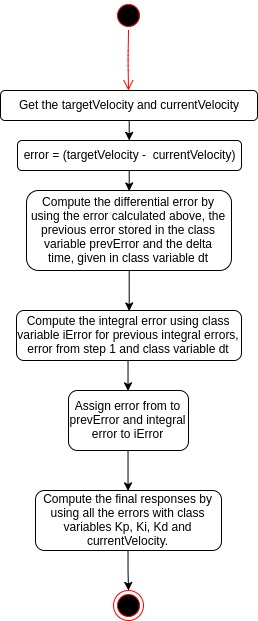 Get the targetVelocity and currentVelocity
error = (targetVelocity - currentVelocity)
Compute the differential error by
using the error calculated above, the
previous error stored in the class
variable prevError and the delta
time, given in class variable dt
Compute the integral error using class
variable iError for previous integral errors,
error from step 1 and class variable dt
Assign error from to
prevError and integral
error to iError
Compute the final responses by
using all the errors with class
variables Kp, Ki, Kd and
currentVelocity.